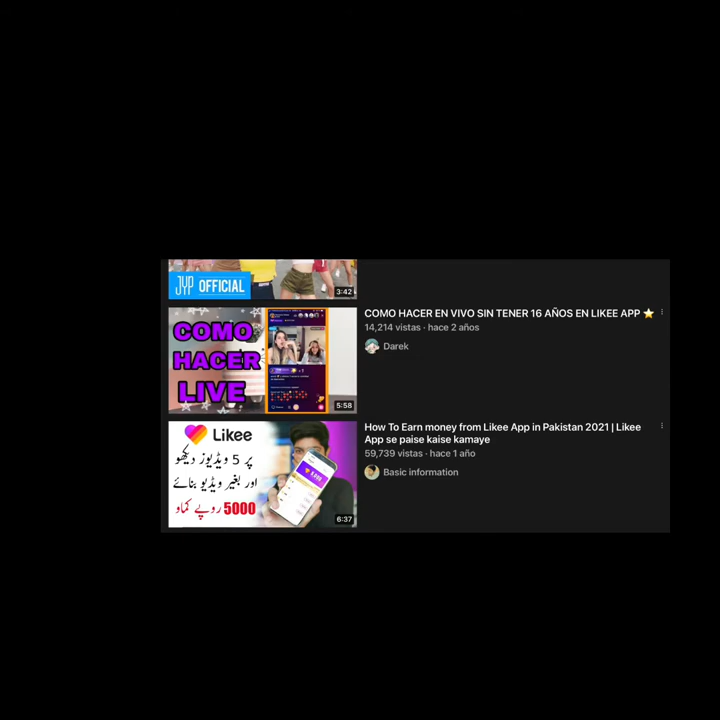 JYP OFFICIAL
3:42
COMO HACER EN VIVO SIN TENER 16 AÑOS EN LIKEE APP ⭐
14,214 vistas · hace 2 años
Darek
COMO
HACER
LIVE
5:58
How To Earn money from Likee App in Pakistan 2021 | Likee
App se paise kaise kamaye
59,739 vistas · hace 1 año
Basic information
Likee
پر 5 ویڈیوز دیکھو
اور بغیر ویڈیو بنائے
5000 روپے کماو
6:37